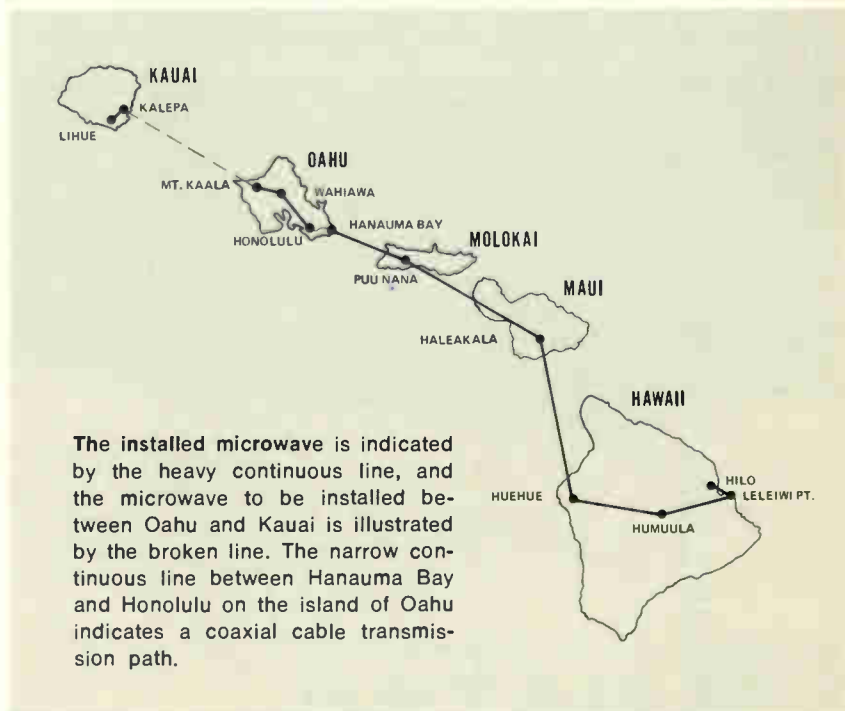 KAUAI
KALEPA
LIHUE
OAHU
MT. KAALA
WAHIAWA
HANAUMA BAY
HONOLULU
MOLOKAI
PUU NANA
MAUI
HALEAKALA
HAWAII
The installed microwave is indicated
by the heavy continuous line, and
the microwave to be installed be-
tween Oahu and Kauai is illustrated
by the broken line. The narrow con-
tinuous line between Hanauma Bay
and Honolulu on the island of Oahu
indicates a coaxial cable transmis-
sion path.
HILO
HUEHUE
LELEIWI PT.
HUMUULA